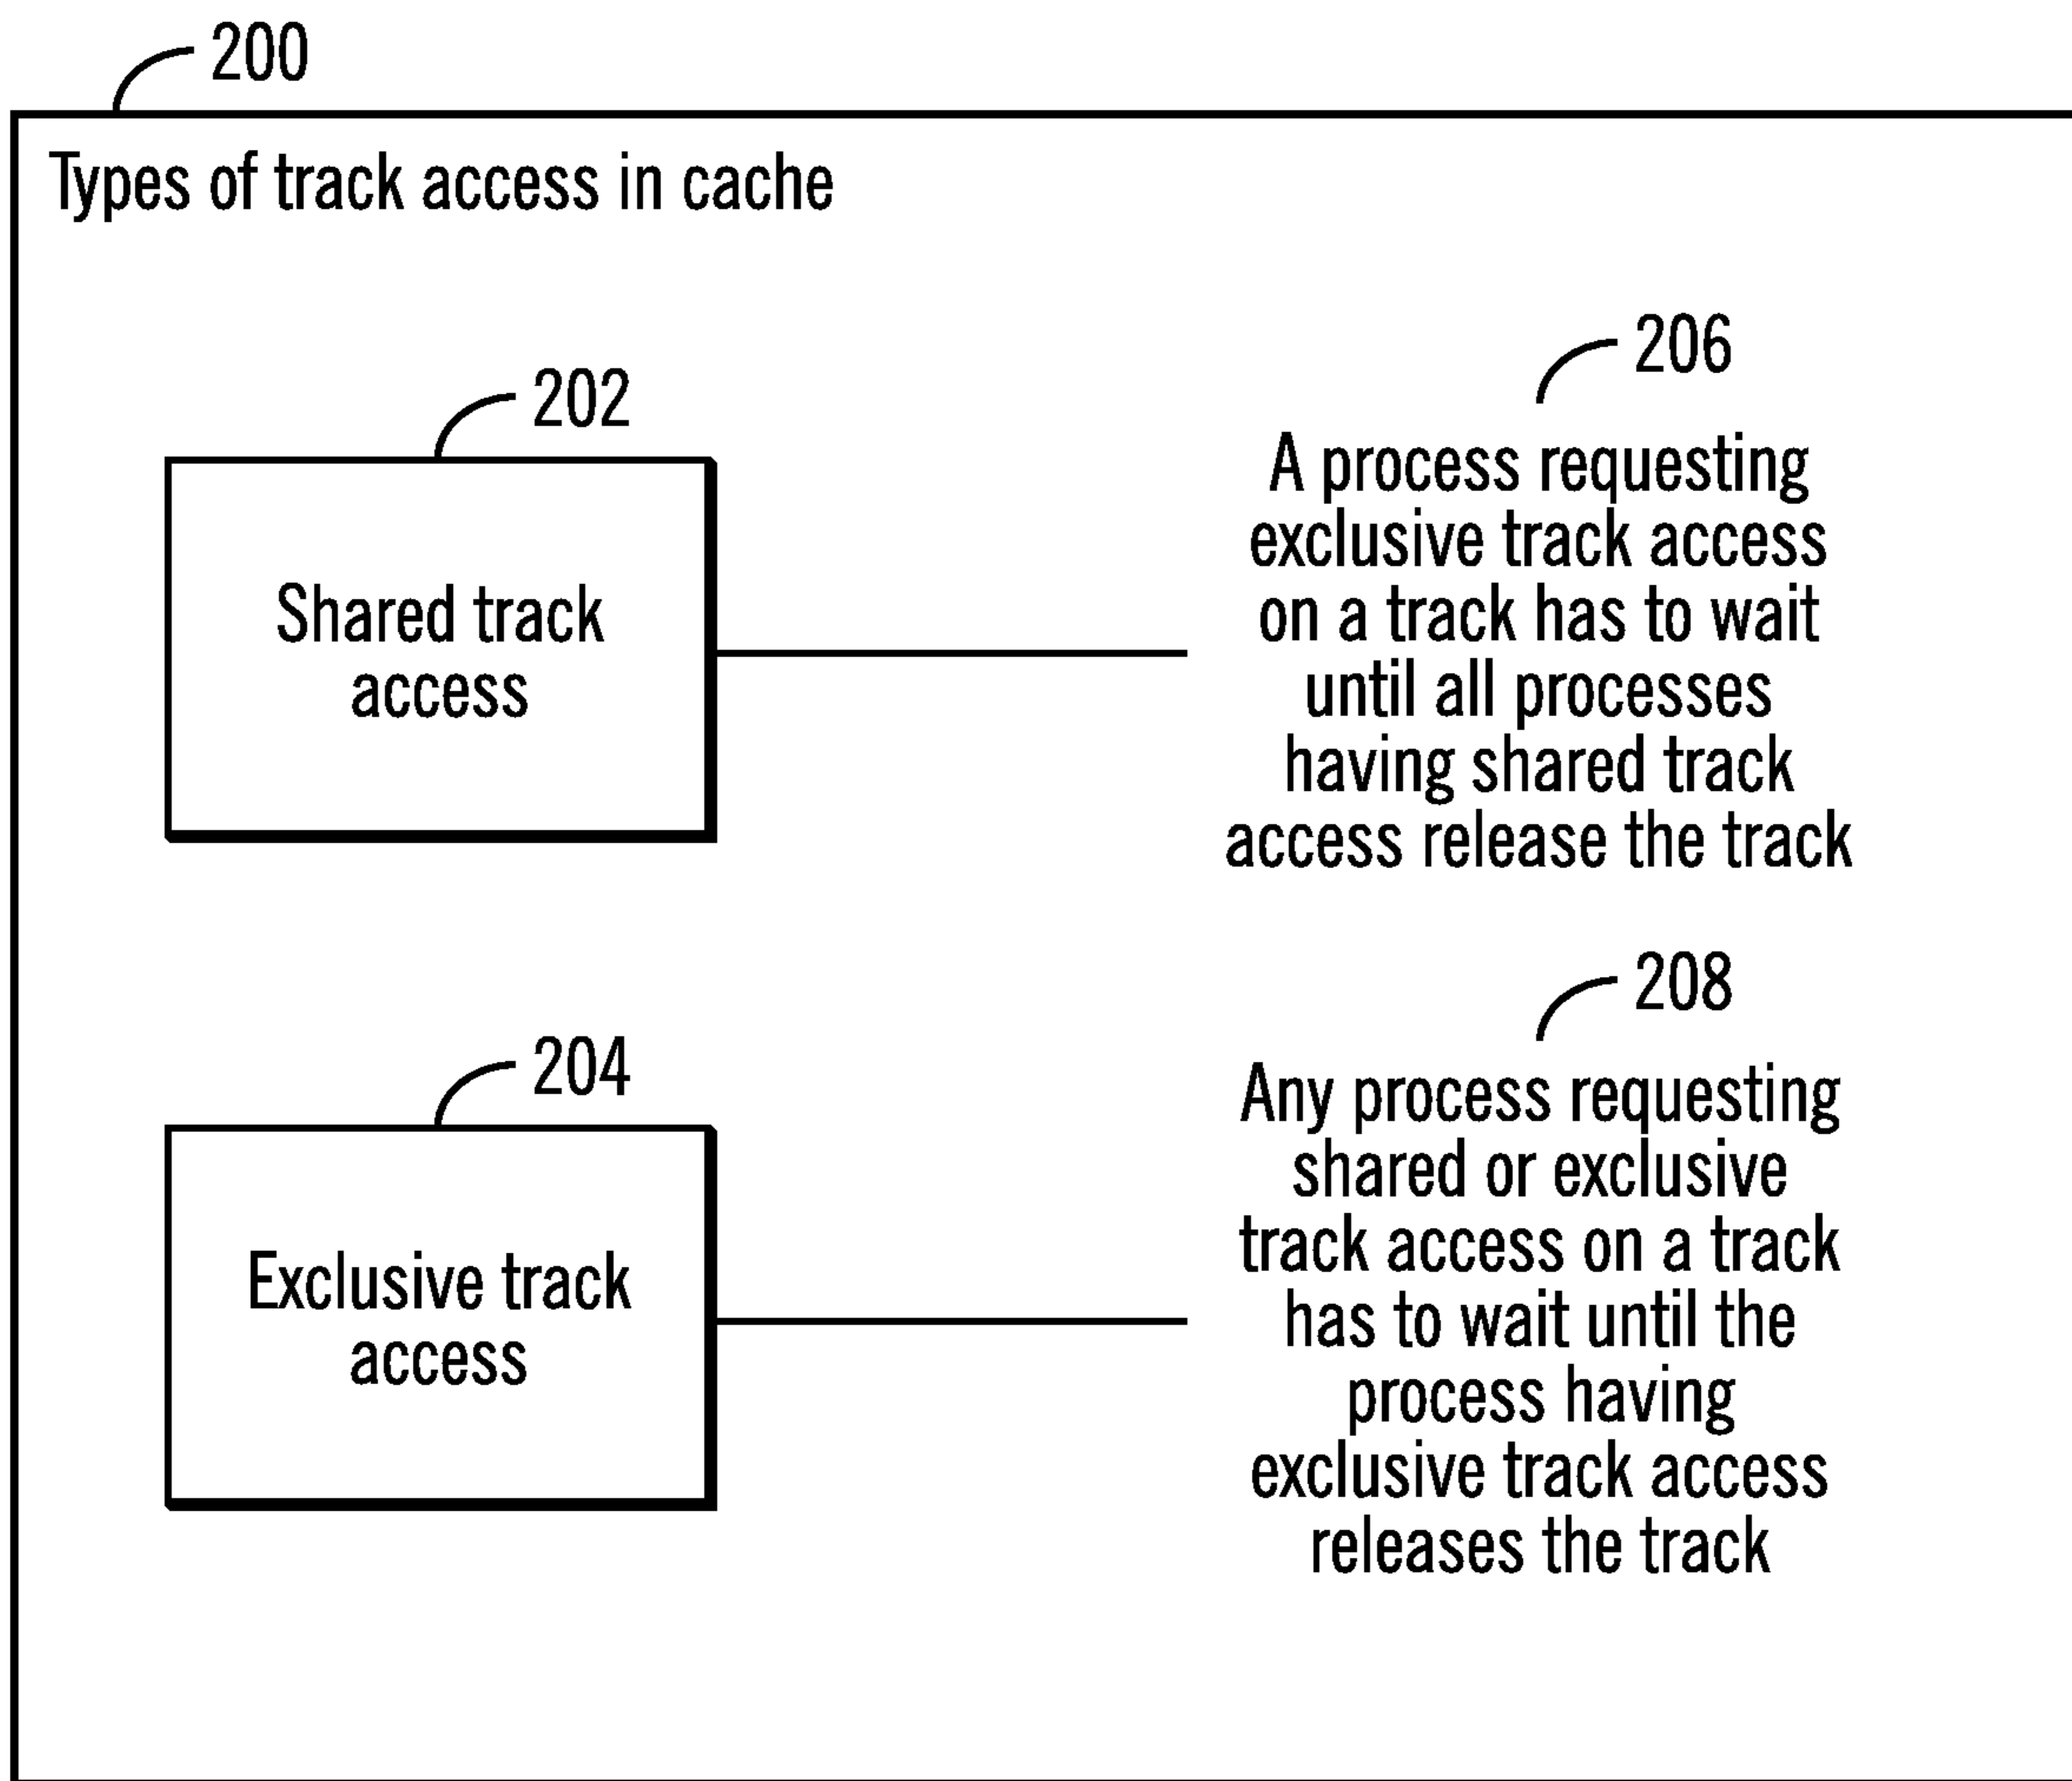 200
Types of track access in cache
202
Shared track
access
206
A process requesting
exclusive track access
on a track has to wait
until all processes
having shared track
access release the track
204
Exclusive track
access
208
Any process requesting
shared or exclusive
track access on a track
has to wait until the
process having
exclusive track access
releases the track